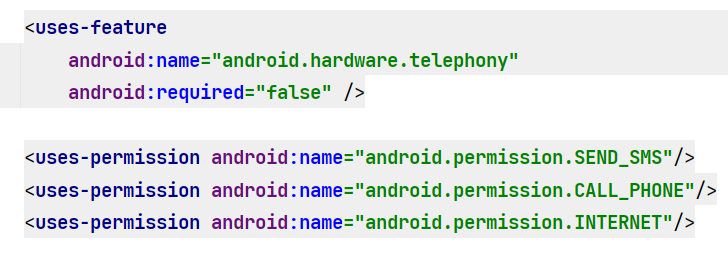 <uses-feature
android:name="android.hardware.telephony"
android:required="false" />
<uses-permission android:name="android.permission.SEND_SMS"/>
<uses-permission android:name="android.permission.CALL_PHONE"/>
<uses-permission android:name="android.permission.INTERNET"/>